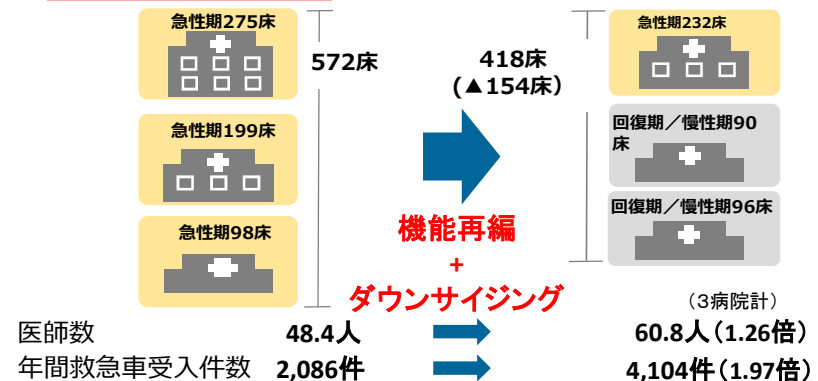 急性期275床
572床
急性期199床
急性期98床
418床
(▲154床)
急性期232床
回復期／慢性期90
床
回復期／慢性期96床
機能再編
+
ダウンサイジング
（3病院計）
医師数 48.4人 60.8人（1.26倍）
年間救急車受入件数 2,086件 4,104件（1.97倍）